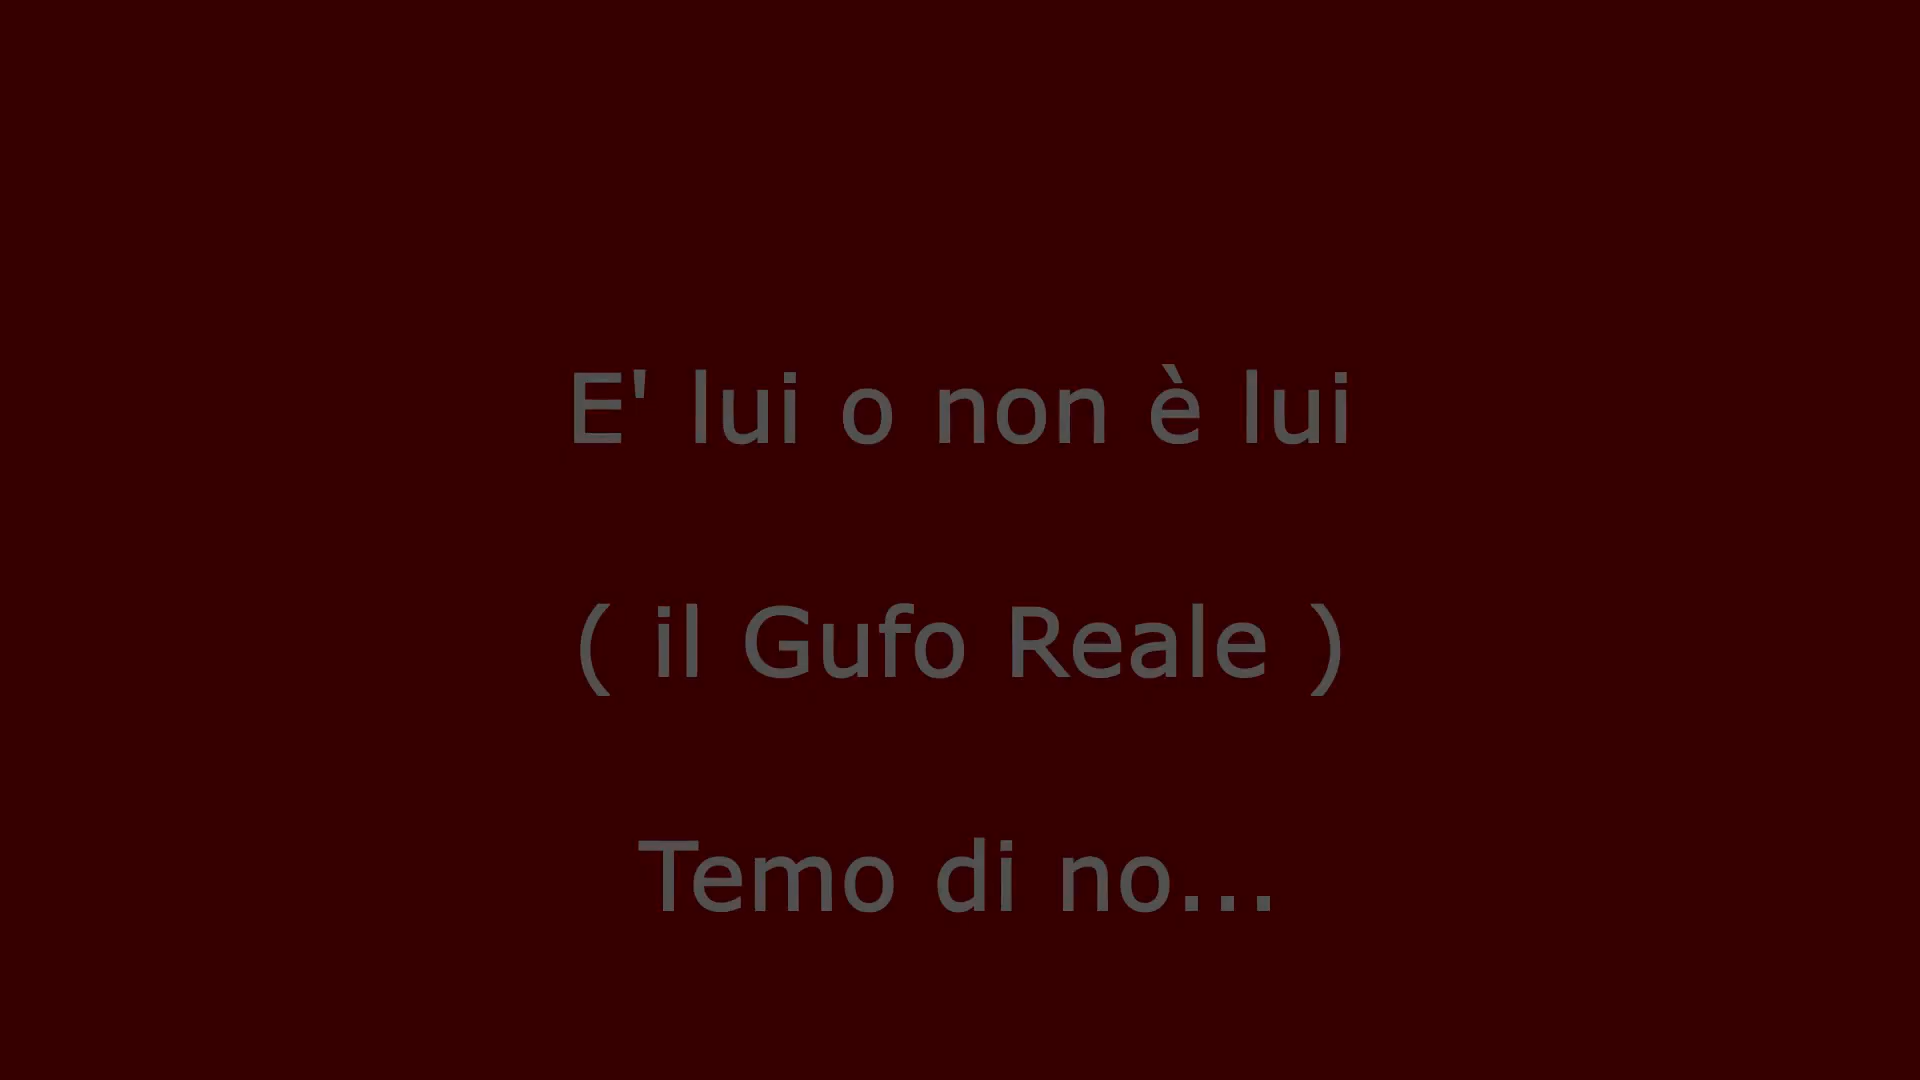 E' lui o non è lui
( il Gufo Reale )
Temo di no...